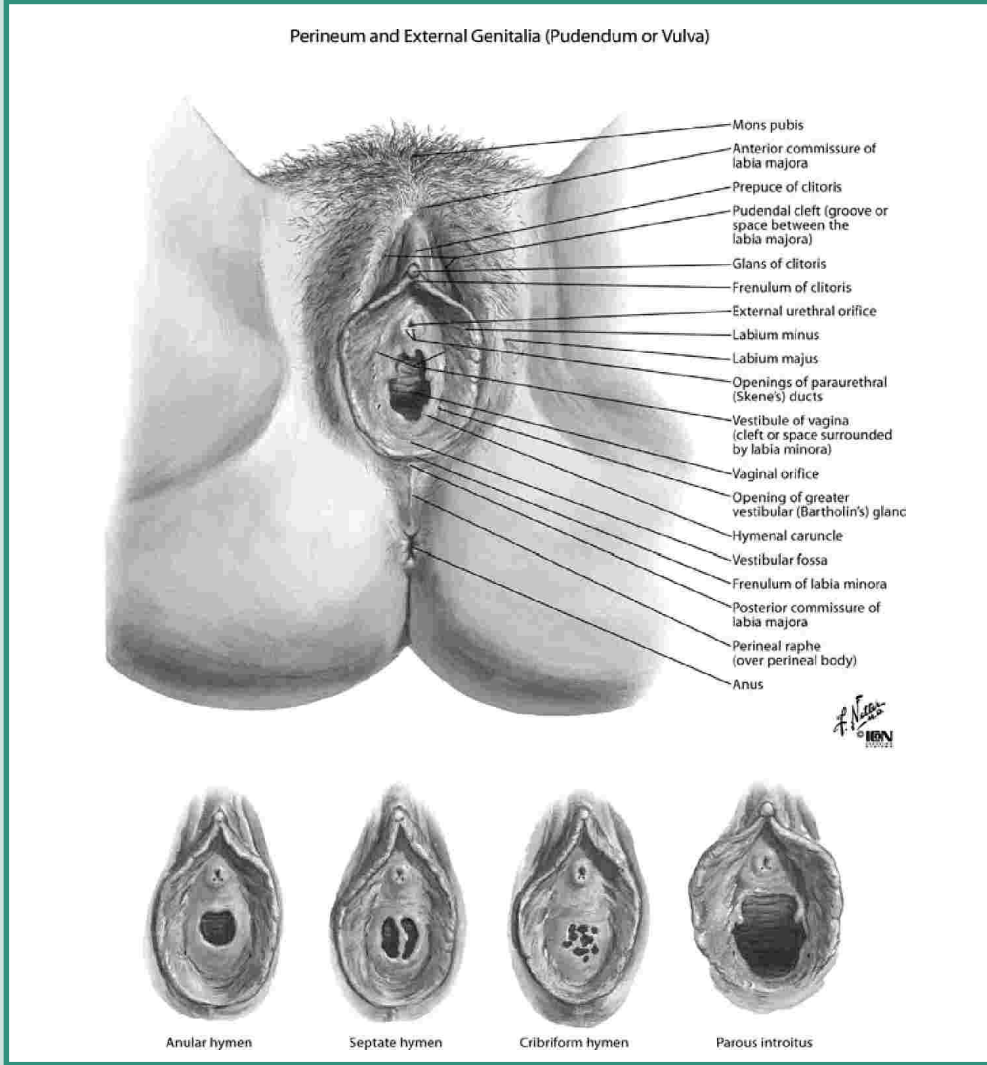 Perineum and External Genitalia (Pudendum or Vulva)
Mons pubis
Anterior commissure of
labia majora
Prepuce of clitoris
Pudendal cleft (groove or
space between the
labia majora)
Glans of clitoris
Frenulum of clitoris
External urethral orifice
Labium minus
Labium majus
Openings of paraurethral
(Skene's) ducts
Vestibule of vagina
(cleft or space surrounded
by labia minora)
Vaginal orifice
Opening of greater
vestibular (Bartholin's) gland
Hymenal caruncle
Vestibular fossa
Frenulum of labia minora
Posterior commissure of
labia majora
Perineal raphe
(over perineal body)
Anus
F. Netter
M.D.
©
Anular hymen
Septate hymen
Cribriform hymen
Parous introitus